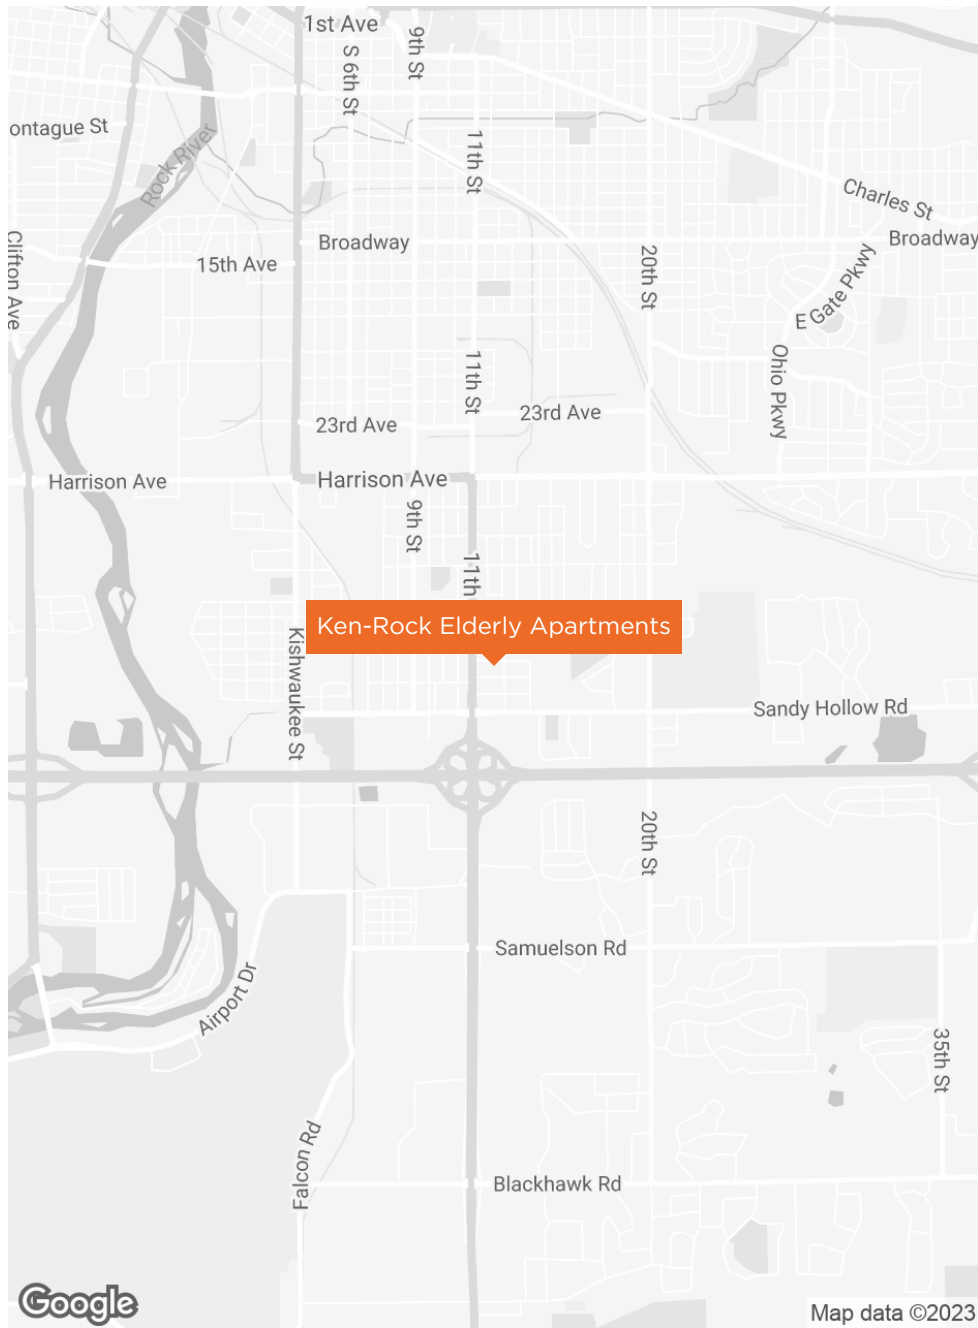 1st Ave
9th St
S 6th St
ontague St
11th St
Rock River
Charles St
Clifton Ave
Broadway
Broadway
15th Ave
20th St
E Gate Pkwy
11th St
Ohio Pkwy
23rd Ave
23rd Ave
Harrison Ave
Harrison Ave
9th St
11th
Ken-Rock Elderly Apartments
Kishwaukee St
Sandy Hollow Rd
20th St
Samuelson Rd
Airport Dr
35th St
Falcon Rd
Blackhawk Rd
Google
Map data ©2023